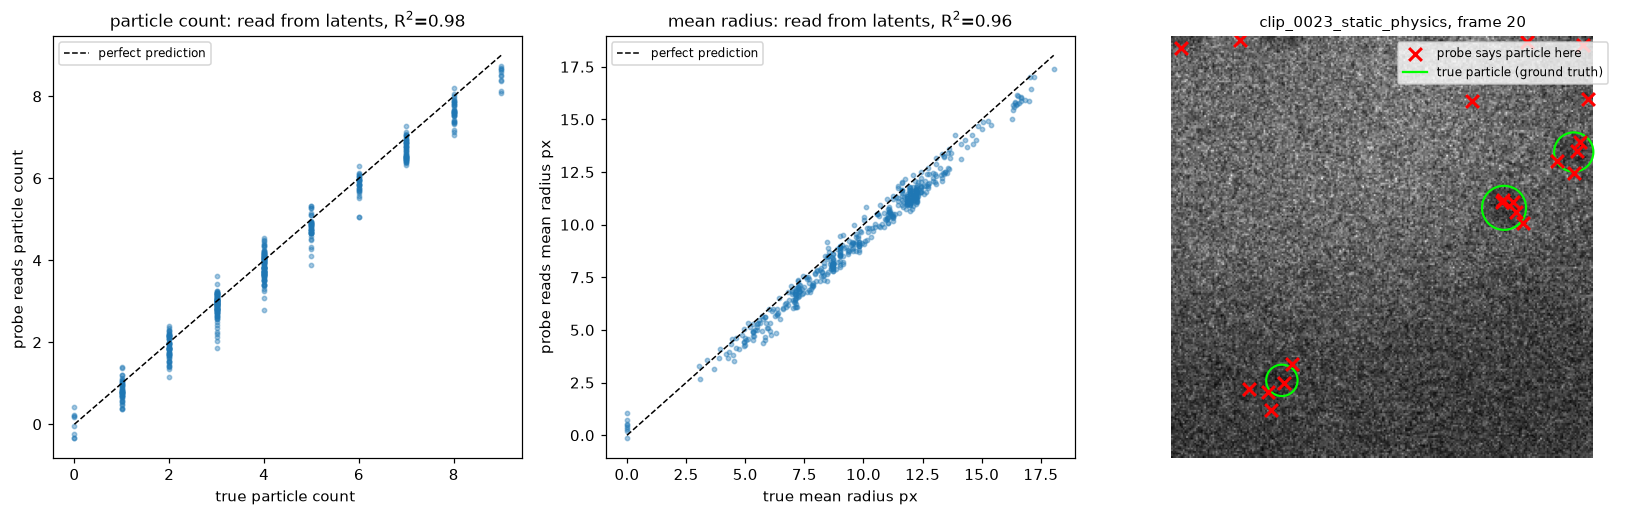 particle count: read from latents, R²=0.98
perfect prediction
8
6
4
2
0
0
2
4
6
8
probe reads particle count
true particle count
mean radius: read from latents, R²=0.96
perfect prediction
17.5
15.0
12.5
10.0
7.5
5.0
2.5
0.0
0.0
2.5
5.0
7.5
10.0
12.5
15.0
17.5
probe reads mean radius px
true mean radius px
clip_0023_static_physics, frame 20
probe says particle here
true particle (ground truth)